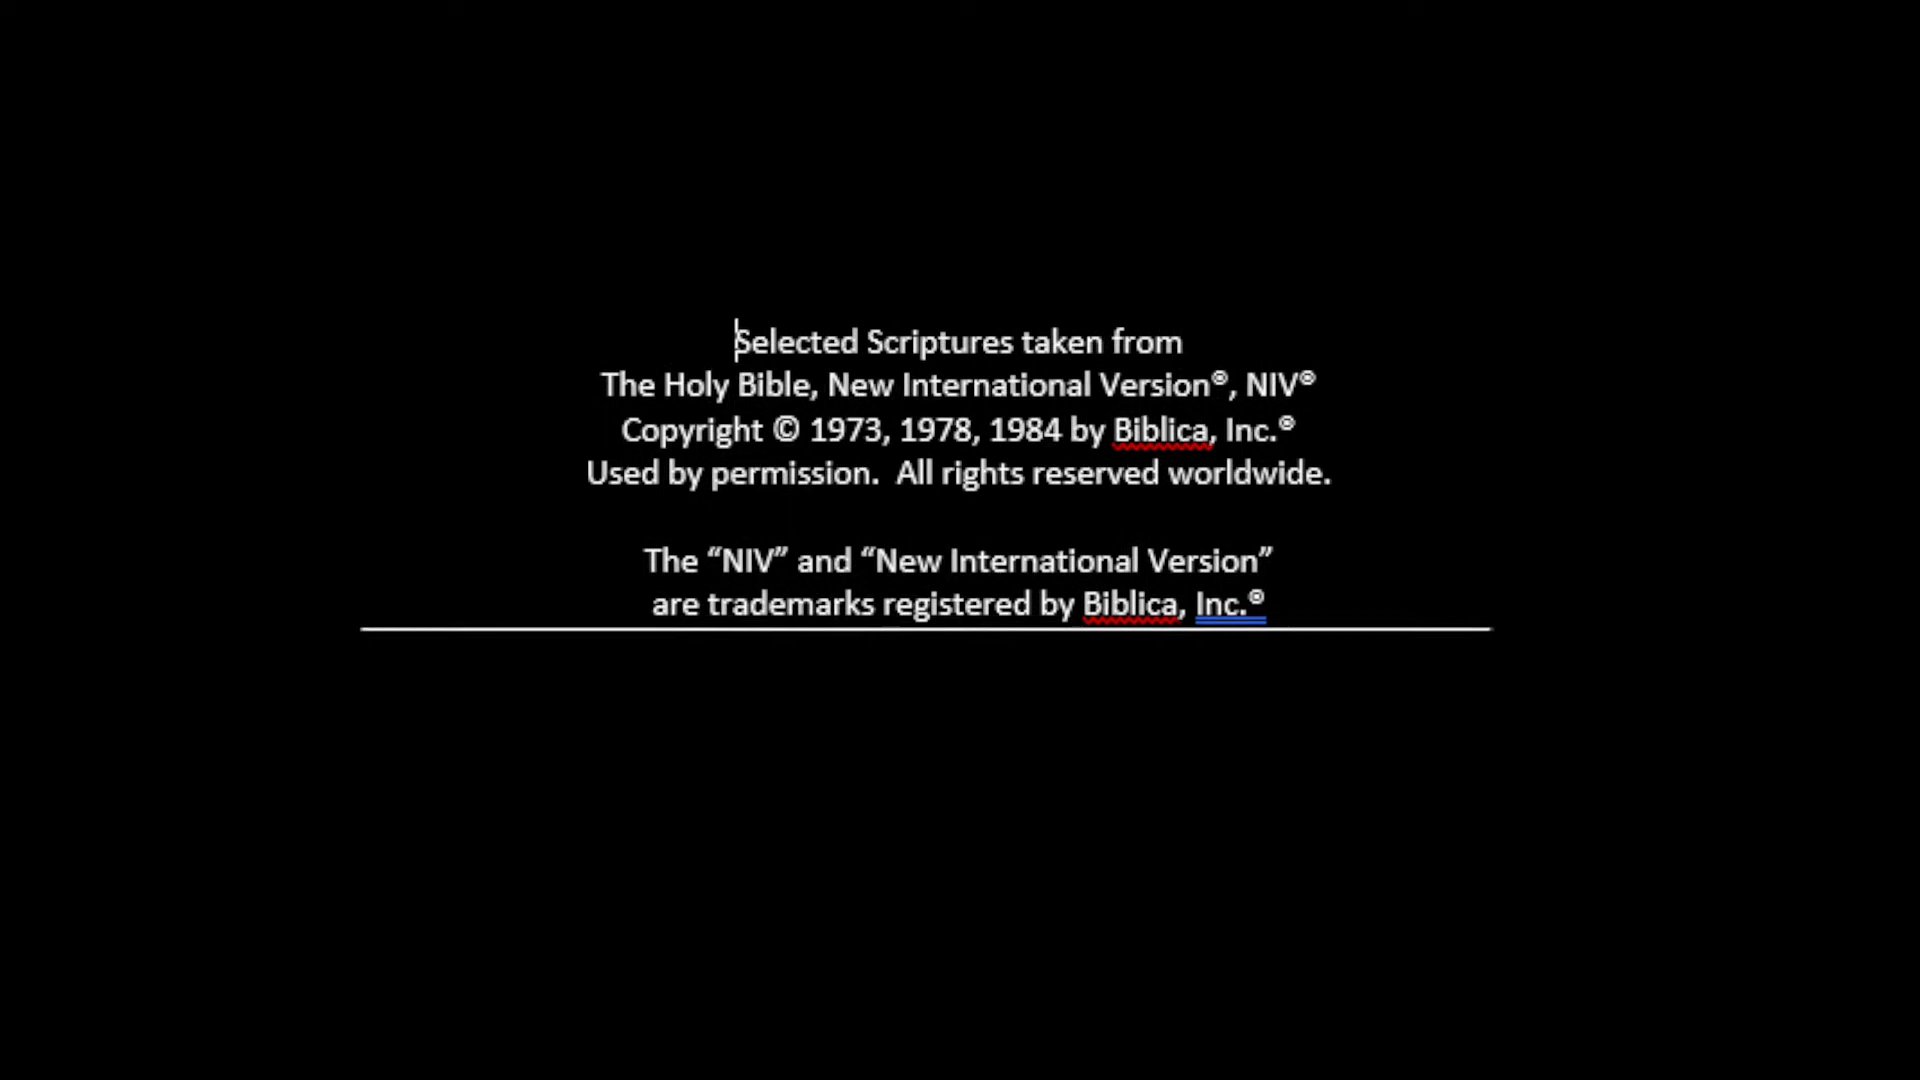 Selected Scriptures taken from
The Holy Bible, New International Version®, NIV®
Copyright © 1973, 1978, 1984 by Biblica, Inc.®
Used by permission.  All rights reserved worldwide.
The “NIV” and “New International Version”
are trademarks registered by Biblica, Inc.®